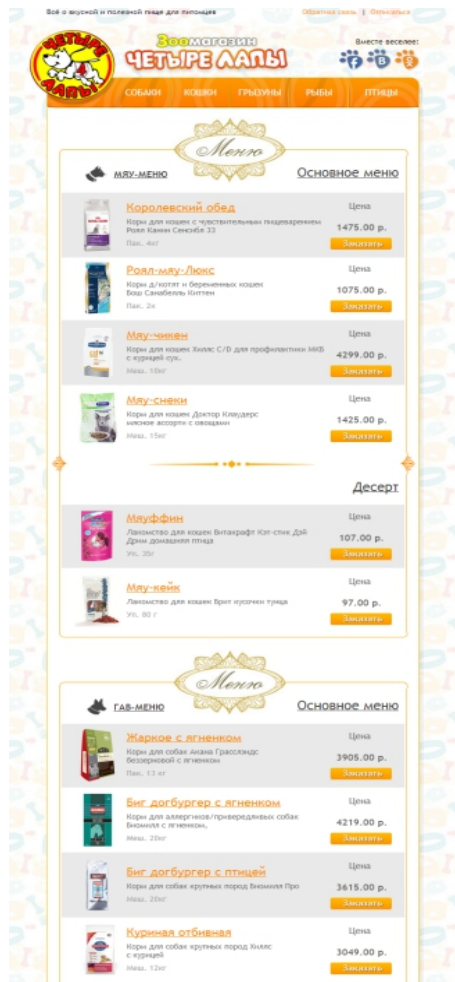 Всё о вкусной и полезной пище для питомцев
Обратная связь | Отписаться
ЧЕТЫРЕ ЛАПЫ
Зоомагазин
ЧЕТЫРЕ ЛАПЫ
Вместе веселее:
СОБАКИ КОШКИ ГРЫЗУНЫ РЫБЫ ПТИЦЫ
Меню
МЯУ-МЕНЮ
Основное меню
Королевский обед
Корм для кошек с чувствительным пищеварением
Роял Канин Сенсибл 33
Пак. 4кг
Цена
1475.00 р.
Заказать
Роял-мяу-Люкс
Корм д/котят и беременных кошек
Бош Санабелль Киттен
Пак. 2к
Цена
1075.00 р.
Заказать
Мяу-чикен
Корм для кошек Хиллс C/D для профилактики МКБ
с курицей сух.
Меш. 10кг
Цена
4299.00 р.
Заказать
Мяу-снеки
Корм для кошек Доктор Клаудерс
мясное ассорти с овощами
Меш. 15кг
Цена
1425.00 р.
Заказать
Десерт
Мяуффин
Лакомство для кошек Витакрафт Кэт-стик Дэй
Дрим домашняя птица
Уп. 35г
Цена
107.00 р.
Заказать
Мяу-кейк
Лакомство для кошек Брит кусочки тунца
Уп. 80 г
Цена
97.00 р.
Заказать
Меню
ГАВ-МЕНЮ
Основное меню
Жаркое с ягненком
Корм для собак Акана Грасслэндс
беззерновой с ягненком
Пак. 13 кг
Цена
3905.00 р.
Заказать
Биг догбургер с ягненком
Корм для аллергиков/привередливых собак
Биомилл с ягненком.
Меш. 20кг
Цена
4219.00 р.
Заказать
Биг догбургер с птицей
Корм для собак крупных пород Биомилл Про
Меш. 20кг
Цена
3615.00 р.
Заказать
Куриная отбивная
Корм для собак крупных пород Хиллс
с курицей
Меш. 12кг
Цена
3049.00 р.
Заказать